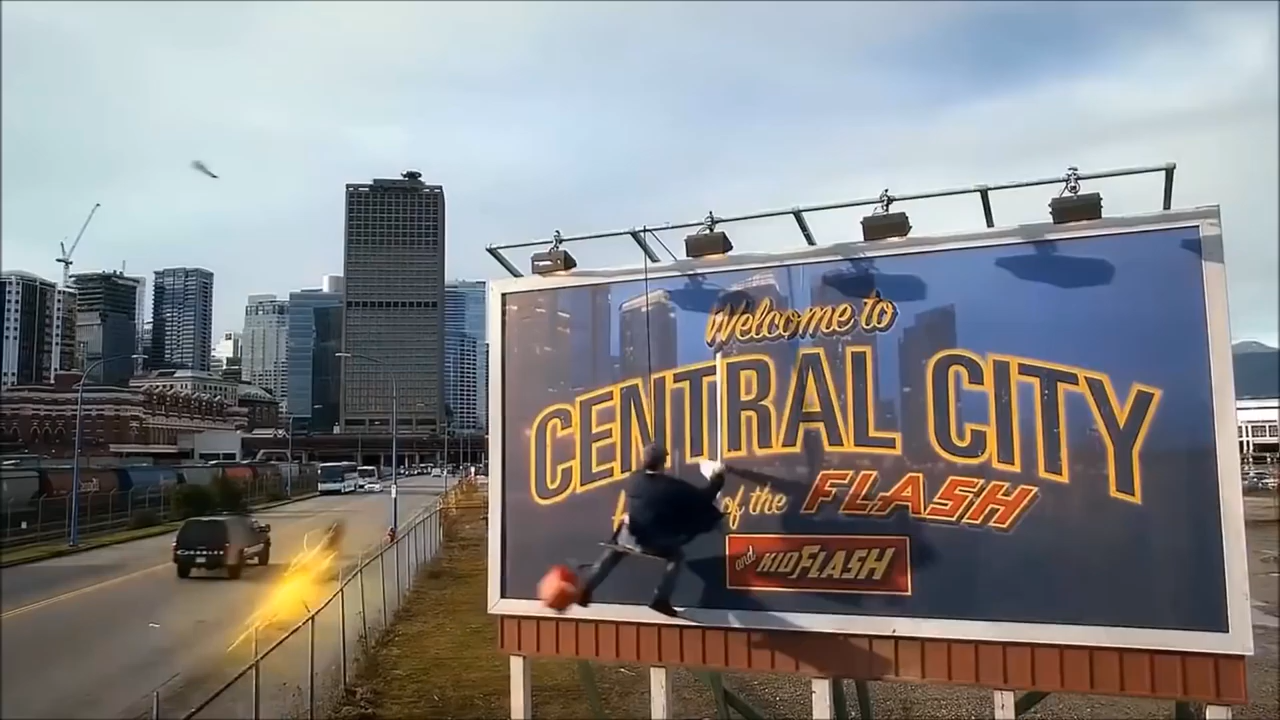 Welcome to
CENTRAL CITY
of the FLASH
and KID FLASH